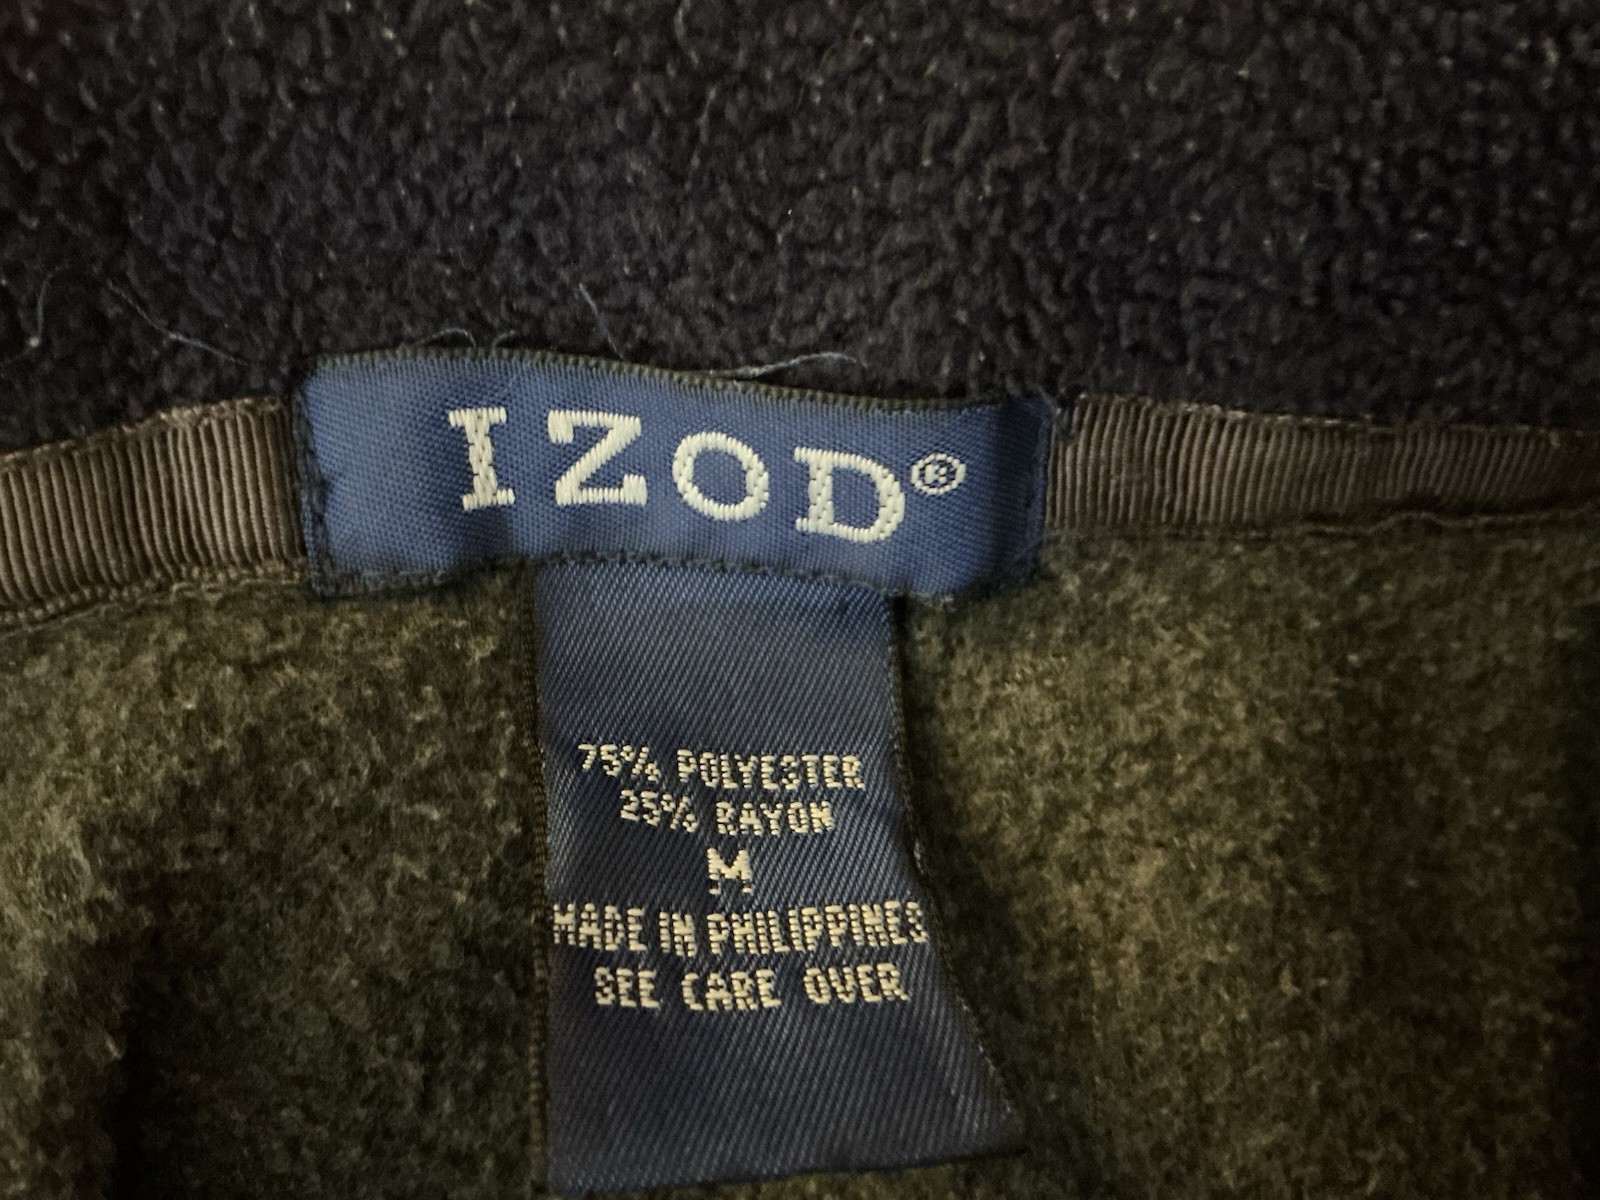 IZOD®
75% POLYESTER
25% RAYON
M
MADE IN PHILIPPINES
SEE CARE OVER